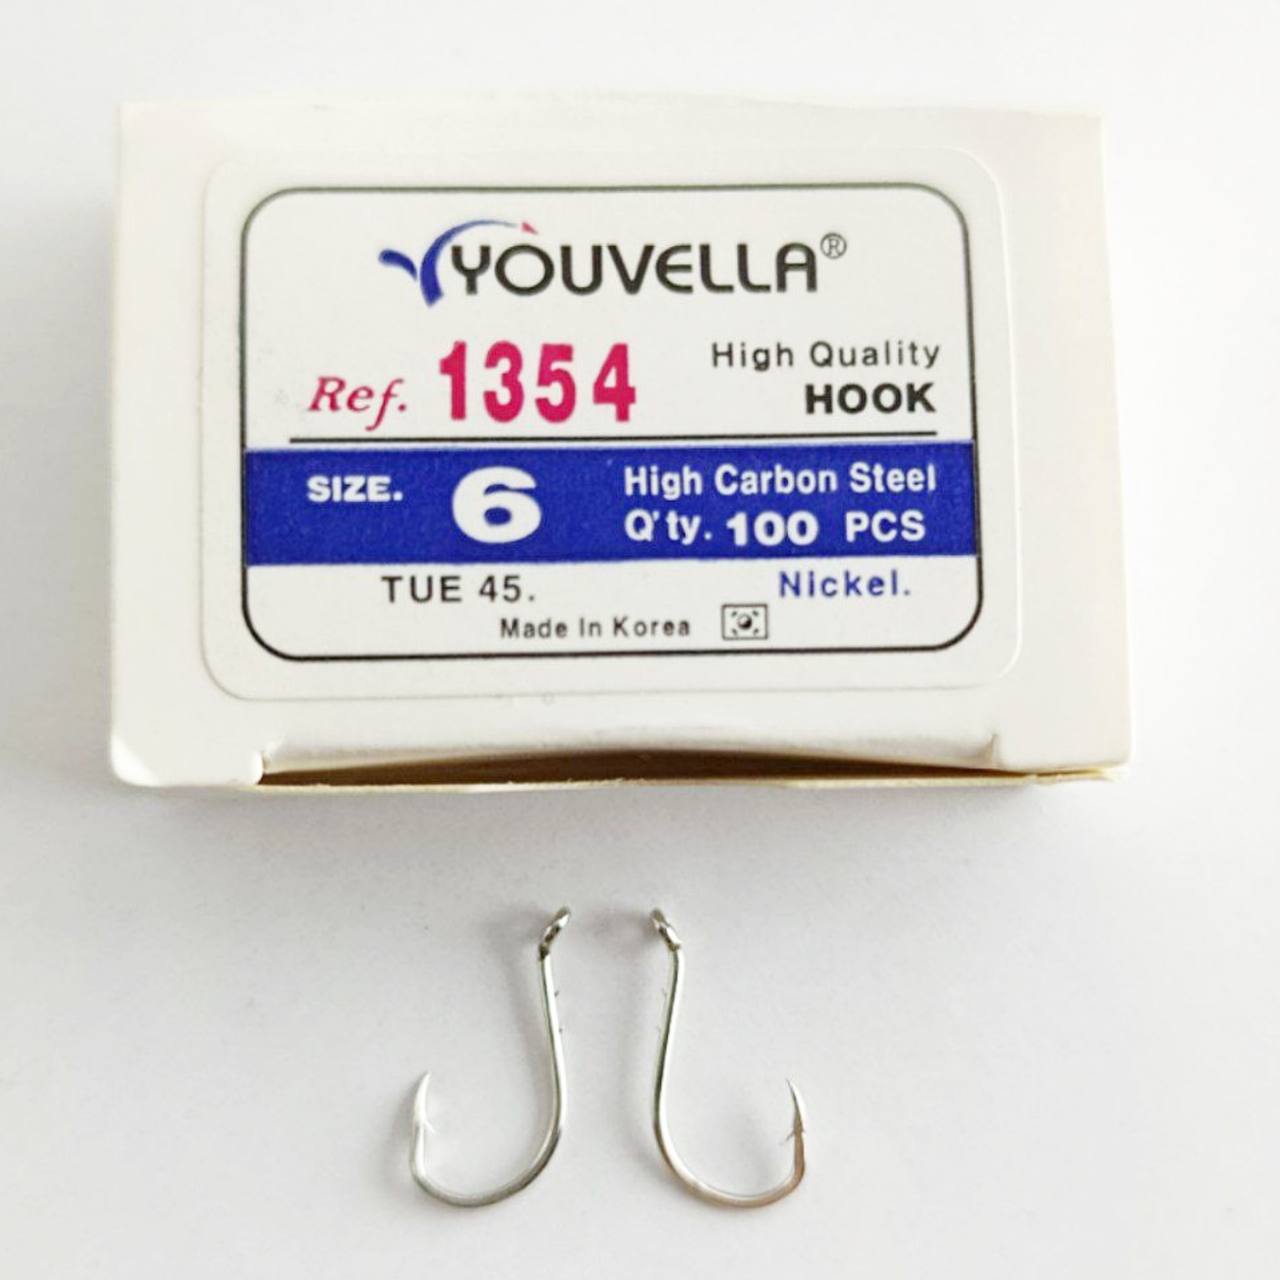 YOUVELLA®
Ref. 1354
High Quality
HOOK
SIZE. 6
High Carbon Steel
Q'ty. 100 PCS
TUE 45.
Nickel.
Made In Korea